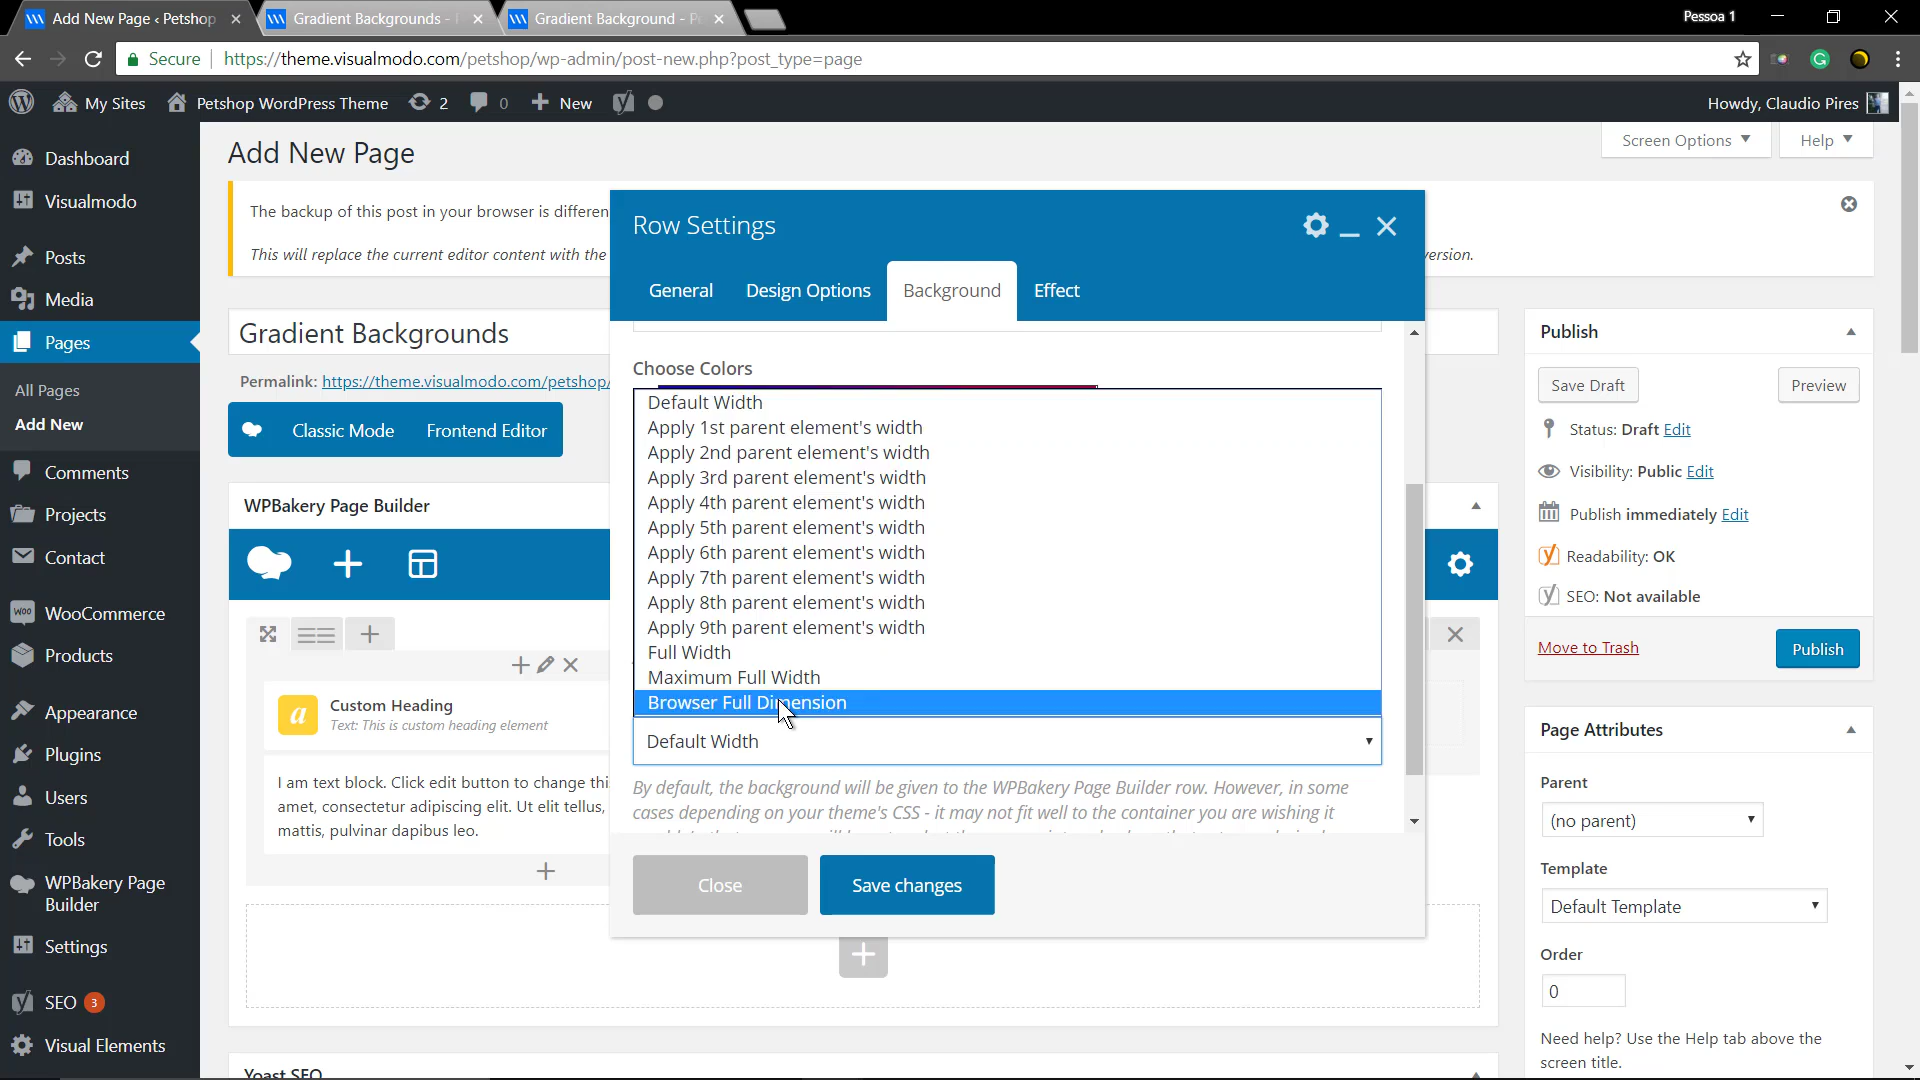 Add New Page ‹ Petshop
Gradient Backgrounds -
Gradient Background - P
Pessoa 1
Secure
https://theme.visualmodo.com/petshop/wp-admin/post-new.php?post_type=page
My Sites
Petshop WordPress Theme
2
0
New
Howdy, Claudio Pires
Dashboard
Visualmodo
Posts
Media
Pages
All Pages
Add New
Comments
Projects
Contact
WooCommerce
Products
Appearance
Plugins
Users
Tools
WPBakery Page
Builder
Settings
SEO 3
Visual Elements
Add New Page
Screen Options
Help
The backup of this post in your browser is differen
This will replace the current editor content with the
ersion.
Gradient Backgrounds
Permalink: https://theme.visualmodo.com/petshop/
Classic Mode
Frontend Editor
WPBakery Page Builder
Custom Heading
Text: This is custom heading element
I am text block. Click edit button to change thi
amet, consectetur adipiscing elit. Ut elit tellus,
mattis, pulvinar dapibus leo.
Yoast SEO
Row Settings
General
Design Options
Background
Effect
Choose Colors
Default Width
Apply 1st parent element's width
Apply 2nd parent element's width
Apply 3rd parent element's width
Apply 4th parent element's width
Apply 5th parent element's width
Apply 6th parent element's width
Apply 7th parent element's width
Apply 8th parent element's width
Apply 9th parent element's width
Full Width
Maximum Full Width
Browser Full Dimension
Default Width
By default, the background will be given to the WPBakery Page Builder row. However, in some
cases depending on your theme's CSS - it may not fit well to the container you are wishing it
Close
Save changes
Publish
Save Draft
Preview
Status: Draft Edit
Visibility: Public Edit
Publish immediately Edit
Readability: OK
SEO: Not available
Move to Trash
Publish
Page Attributes
Parent
(no parent)
Template
Default Template
Order
0
Need help? Use the Help tab above the
screen title.